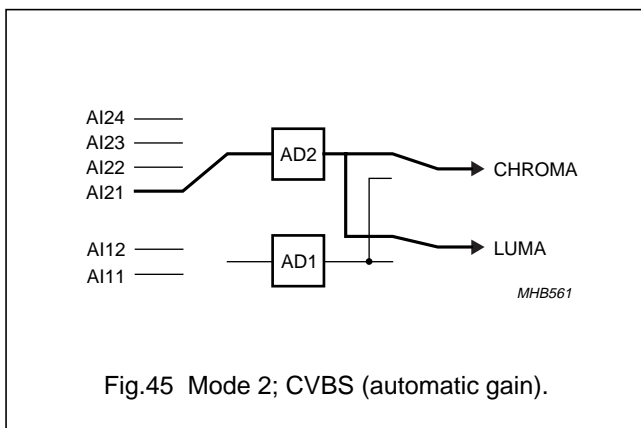 AI24
AI23
AI22
AI21
AD2
CHROMA
AI12
AI11
AD1
LUMA
MHB561
Fig.45 Mode 2; CVBS (automatic gain).